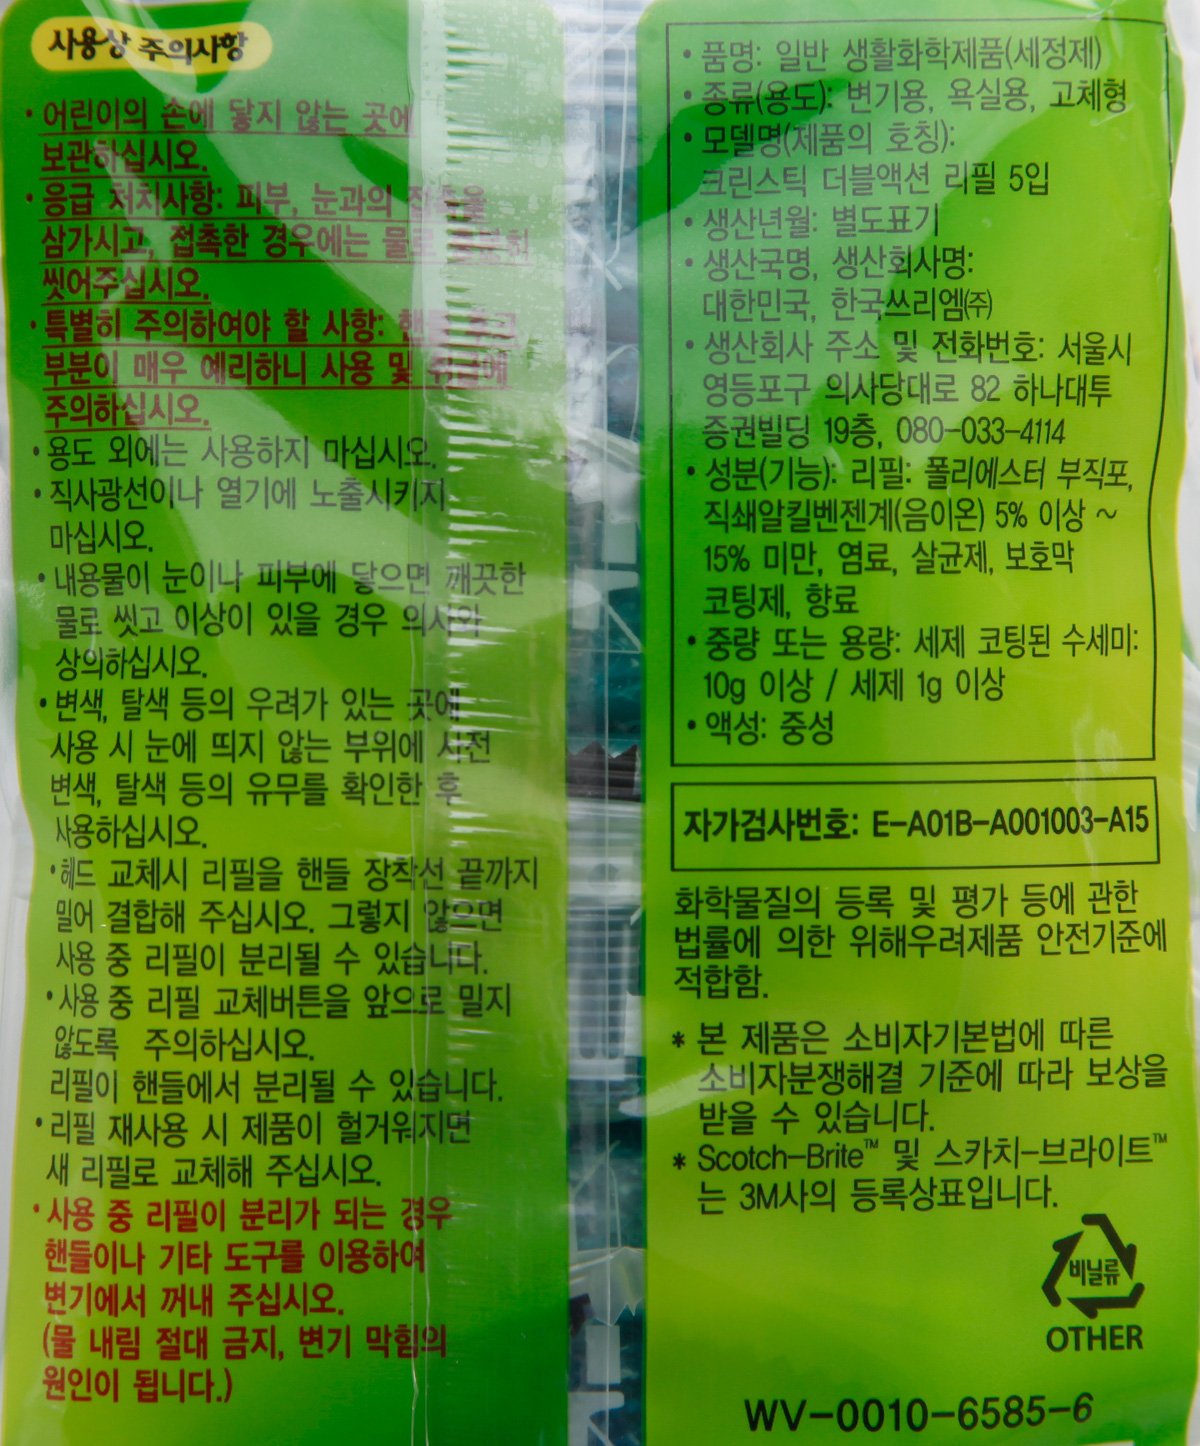 사용상 주의사항
• 어린이의 손에 닿지 않는 곳에
보관하십시오.
• 응급 처치사항: 피부, 눈과의
삼가시고, 접촉한 경우에는 물로
씻어주십시오.
• 특별히 주의하여야 할 사항:
부분이 매우 예리하니 사용 및 취급에
주의하십시오.
• 용도 외에는 사용하지 마십시오.
• 직사광선이나 열기에 노출시키지
마십시오.
• 내용물이 눈이나 피부에 닿으면 깨끗한
물로 씻고 이상이 있을 경우 의사와
상의하십시오.
• 변색, 탈색 등의 우려가 있는 곳에
사용 시 눈에 띄지 않는 부위에 사전
변색, 탈색 등의 유무를 확인한 후
사용하십시오.
• 헤드 교체시 리필을 핸들 장착선 끝까지
밀어 결합해 주십시오. 그렇지 않으면
사용 중 리필이 분리될 수 있습니다.
• 사용 중 리필 교체버튼을 앞으로 밀지
않도록 주의하십시오.
리필이 핸들에서 분리될 수 있습니다.
• 리필 재사용 시 제품이 헐거워지면
새 리필로 교체해 주십시오.
• 사용 중 리필이 분리가 되는 경우
핸들이나 기타 도구를 이용하여
변기에서 꺼내 주십시오.
(물 내림 절대 금지, 변기 막힘의
원인이 됩니다.)
• 품명: 일반 생활화학제품(세정제)
• 종류(용도): 변기용, 욕실용, 고체형
• 모델명(제품의 호칭):
크린스틱 더블액션 리필 5입
• 생산년월: 별도표기
• 생산국명, 생산회사명:
대한민국, 한국쓰리엠㈜
• 생산회사 주소 및 전화번호: 서울시
영등포구 의사당대로 82 하나대투
증권빌딩 19층, 080-033-4114
• 성분(기능): 리필: 폴리에스터 부직포,
직쇄알킬벤젠계(음이온) 5% 이상 ~
15% 미만, 염료, 살균제, 보호막
코팅제, 향료
• 중량 또는 용량: 세제 코팅된 수세미:
10g 이상 / 세제 1g 이상
• 액성: 중성
자가검사번호: E-A01B-A001003-A15
화학물질의 등록 및 평가 등에 관한
법률에 의한 위해우려제품 안전기준에
적합함.
* 본 제품은 소비자기본법에 따른
소비자분쟁해결 기준에 따라 보상을
받을 수 있습니다.
* Scotch-Brite™ 및 스카치-브라이트™
는 3M사의 등록상표입니다.
비닐류
OTHER
WV-0010-6585-6